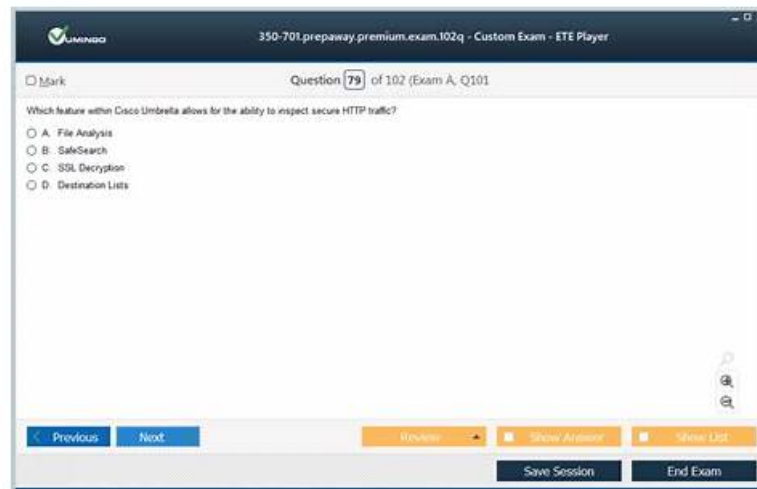 VUMINGO
350-701.prepaway.premium.exam.102q - Custom Exam - ETE Player
Mark
Question 79 of 102 (Exam A, Q101
Which feature within Cisco Umbrella allows for the ability to inspect secure HTTP traffic?
A. File Analysis
B. SafeSearch
C. SSL Decryption
D. Destination Lists
Previous
Next
Review
Show Answer
Show List
Save Session
End Exam